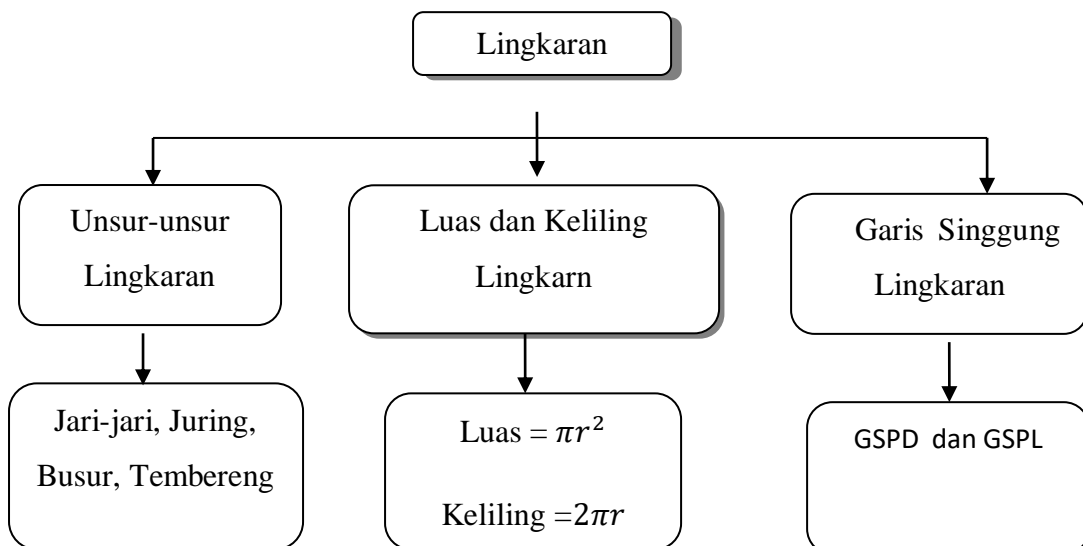 Lingkaran
Unsur-unsur
Lingkaran
Luas dan Keliling
Lingkarn
Garis Singgung
Lingkaran
Jari-jari, Juring,
Busur, Tembereng
Luas = 𝜋𝑟²
Keliling =2𝜋𝑟
GSPD dan GSPL